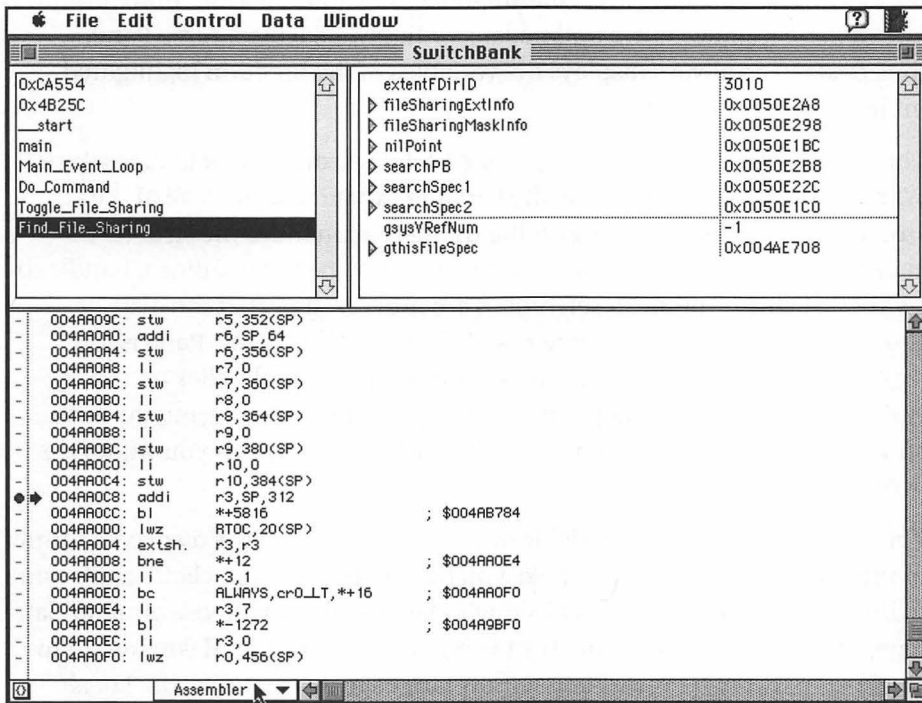 File Edit Control Data Window
SwitchBank
0xCA554
0x4B25C
__start
main
Main_Event_Loop
Do_Command
Toggle_File_Sharing
Find_File_Sharing
extentFDirID 3010
fileSharingExtInfo 0x0050E2A8
fileSharingMaskInfo 0x0050E298
nilPoint 0x0050E1BC
searchPB 0x0050E2B8
searchSpec1 0x0050E22C
searchSpec2 0x0050E1C0
gsysVRefNum -1
gthisFileSpec 0x004AE708
004AA09C: stw r5,352(SP)
004AA0A0: addi r6,SP,64
004AA0A4: stw r6,356(SP)
004AA0A8: li r7,0
004AA0AC: stw r7,360(SP)
004AA0B0: li r8,0
004AA0B4: stw r8,364(SP)
004AA0B8: li r9,0
004AA0BC: stw r9,380(SP)
004AA0C0: li r10,0
004AA0C4: stw r10,384(SP)
004AA0C8: addi r3,SP,312
004AA0CC: bl *+5816 ; $004AB784
004AA0D0: lwz RTOC,20(SP)
004AA0D4: extsh. r3,r3
004AA0D8: bne *+12 ; $004AA0E4
004AA0DC: li r3,1
004AA0E0: bc ALWAYS,cr0_LT,*+16 ; $004AA0F0
004AA0E4: li r3,7
004AA0E8: bl *-1272 ; $004A9BF0
004AA0EC: li r3,0
004AA0F0: lwz r0,456(SP)
Assembler